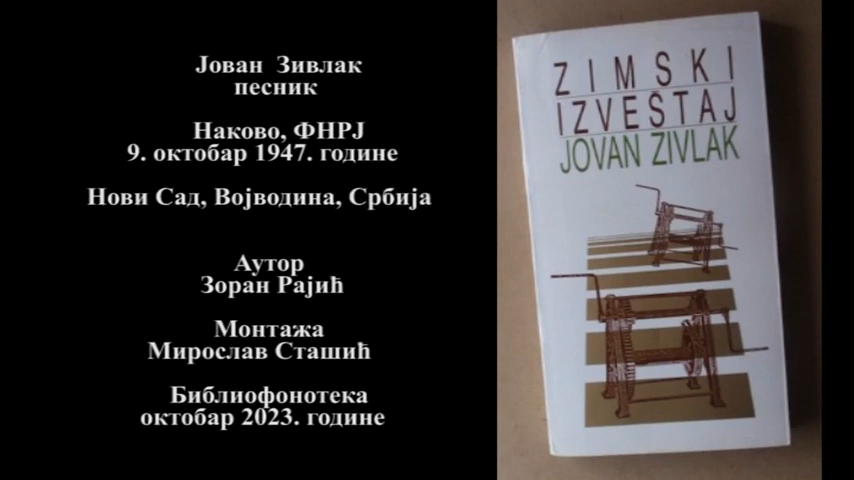 Јован Зивлак
песник
Наково, ФНРЈ
9. октобар 1947. године
Нови Сад, Војводина, Србија
Аутор
Зоран Рајић
Монтажа
Мирослав Сташић
Библиофонотека
октобар 2023. године
ZIMSKI
IZVEŠTAJ
JOVAN ZIVLAK